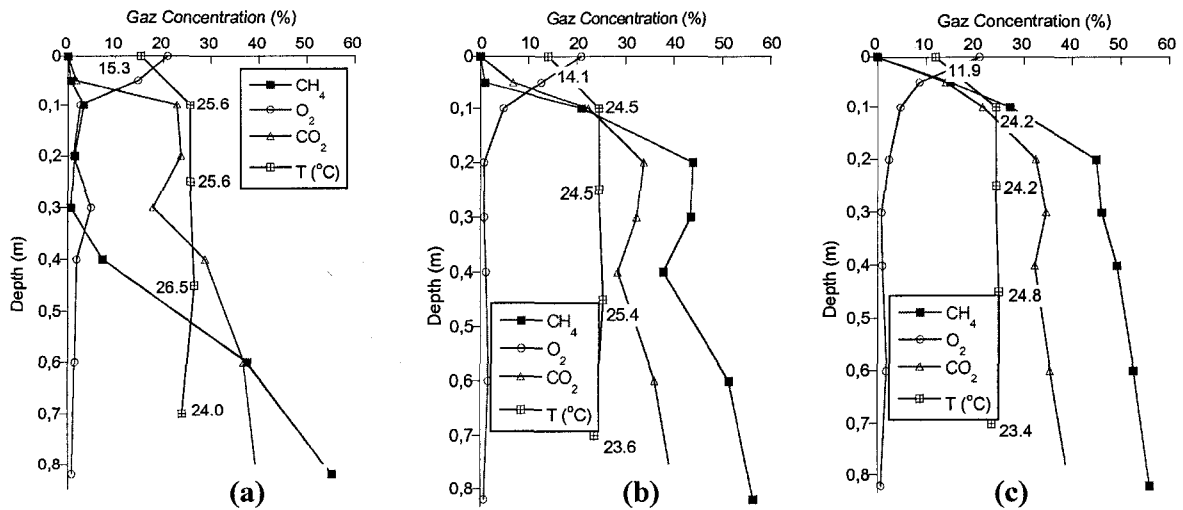 Gaz Concentration (%)
0 10 20 30 40 50 60
0
0,1
0,2
0,3
0,4
0,5
0,6
0,7
0,8
Depth (m)
15.3
25.6
25.6
26.5
24.0
CH4
O2
CO2
T (°C)
(a)
Gaz Concentration (%)
0 10 20 30 40 50 60
0
0,1
0,2
0,3
0,4
0,5
0,6
0,7
0,8
Depth (m)
14.1
24.5
24.5
25.4
23.6
CH4
O2
CO2
T (°C)
(b)
Gaz Concentration (%)
0 10 20 30 40 50 60
0
0,1
0,2
0,3
0,4
0,5
0,6
0,7
0,8
Depth (m)
11.9
24.2
24.2
24.8
23.4
CH4
O2
CO2
T (°C)
(c)